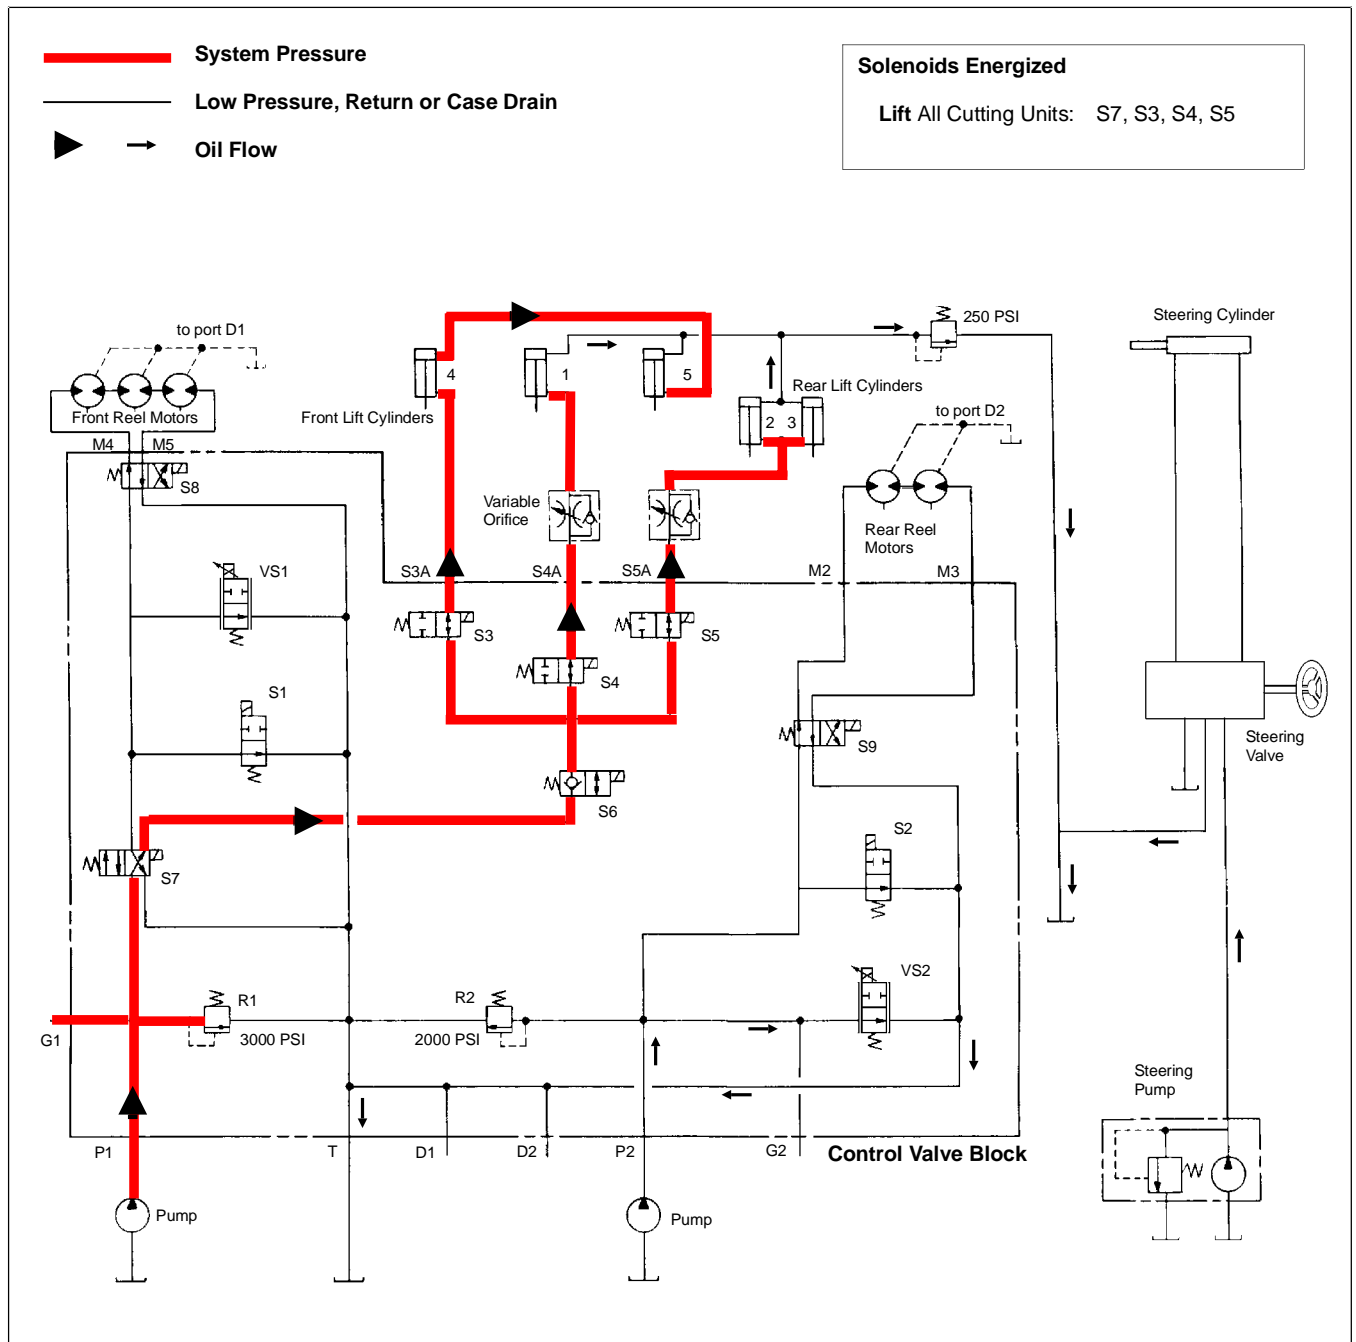 System Pressure
Low Pressure, Return or Case Drain
Oil Flow
Solenoids Energized
Lift All Cutting Units: S7, S3, S4, S5
to port D1
250 PSI
Steering Cylinder
4
1
5
Front Reel Motors
Front Lift Cylinders
Rear Lift Cylinders
2 3
to port D2
M4
M5
S8
Variable
Orifice
Rear Reel
Motors
VS1
S3A
S4A
S5A
M2
M3
S3
S5
S4
S1
S9
Steering
Valve
S6
S2
S7
VS2
R1
R2
G1
3000 PSI
2000 PSI
Steering
Pump
P1
T
D1
D2
P2
G2
Control Valve Block
Pump
Pump